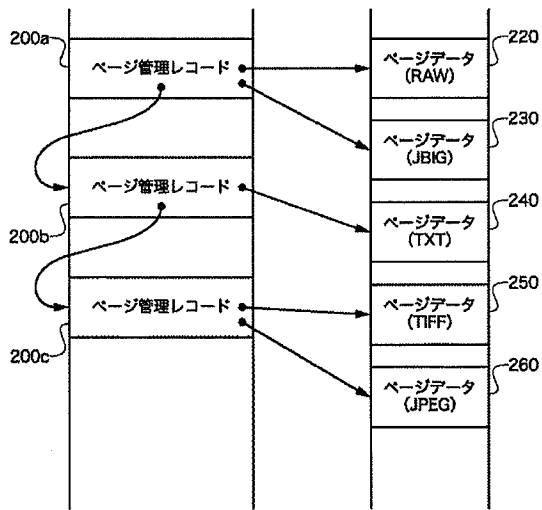 200a
ページ管理レコード
ページデータ
(RAW)
220
ページデータ
(JBIG)
230
ページ管理レコード
200b
ページデータ
(TXT)
240
ページ管理レコード
200c
ページデータ
(TIFF)
250
ページデータ
(JPEG)
260